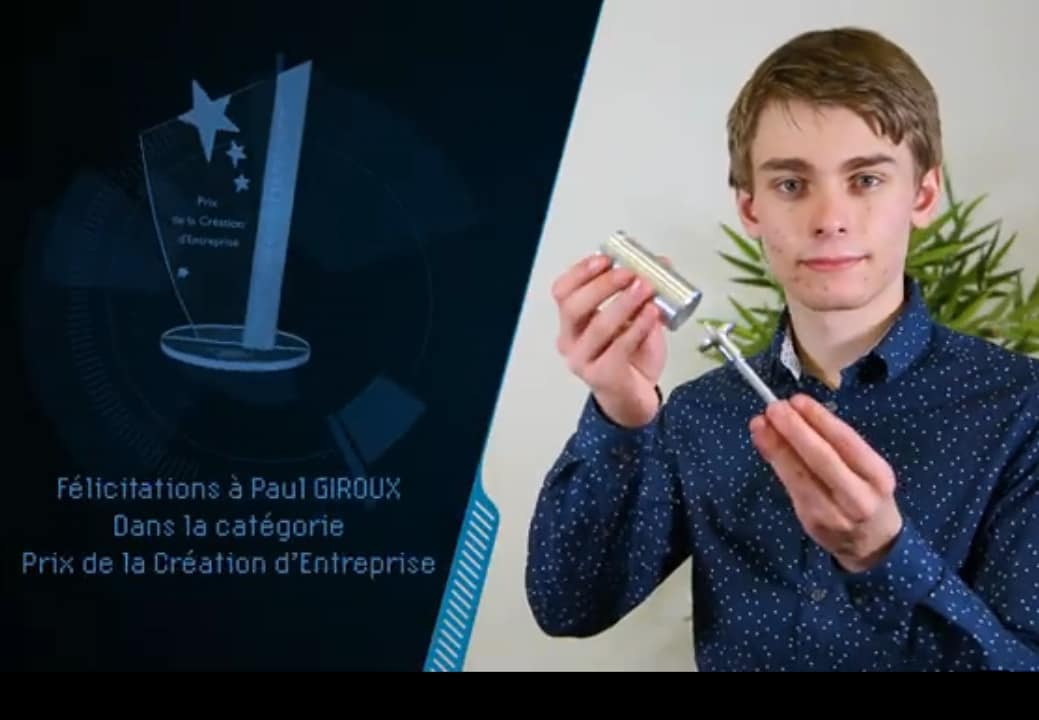 Prix
de la Création
d'Entreprise
Félicitations à Paul GIROUX
Dans la catégorie
Prix de la Création d'Entreprise